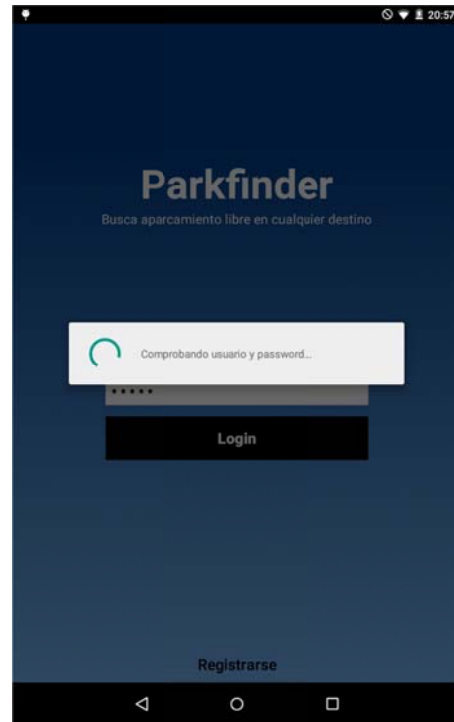 20:57
Parkfinder
Busca aparcamiento libre en cualquier destino
Comprobando usuario y password...
•••••
Login
Registrarse